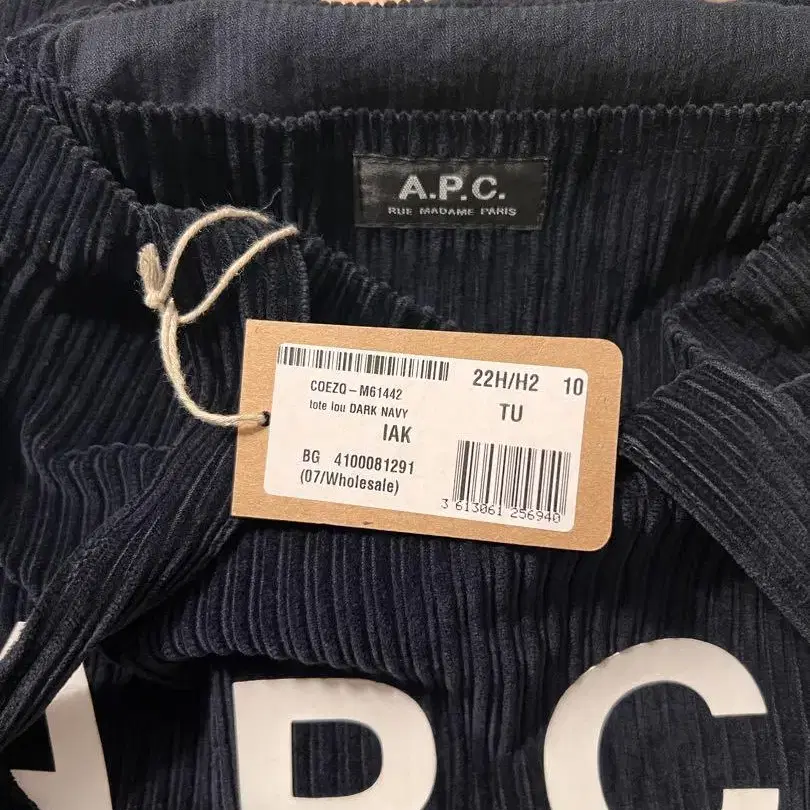 A.P.C.
RUE MADAME PARIS
COEZQ-M61442
tote lou DARK NAVY
IAK
BG 4100081291
(07/Wholesale)
22H/H2 10
TU
3 613061 256940
A.P.C